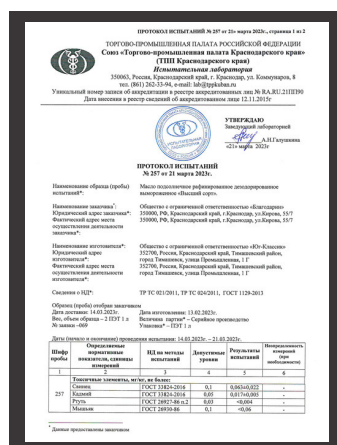 ПРОТОКОЛ ИСПЫТАНИЙ № 257 от 21» марта 2023г., страница 1 из 2
ТОРГОВО-ПРОМЫШЛЕННАЯ ПАЛАТА РОССИЙСКОЙ ФЕДЕРАЦИИ
Союз «Торгово-промышленная палата Краснодарского края»
(ТПП Краснодарского края)
Испытательная лаборатория
350063, Россия, Краснодарский край, г. Краснодар, ул. Коммунаров, 8
тел. (861) 262-33-94, e-mail: lab@tppkuban.ru
Уникальный номер записи об аккредитации в реестре аккредитованных лиц № RA.RU.21ПЦ90
Дата внесения в реестр сведений об аккредитованном лице 12.11.2015г
УТВЕРЖДАЮ
Заведующий лабораторией
А.Н.Галушкина
«21» марта 2023г
ПРОТОКОЛ ИСПЫТАНИЙ
№ 257 от 21 марта 2023г.
Наименование образца (пробы) испытаний*: Масло подсолнечное рафинированное дезодорированное
вымороженное «Высший сорт».
Наименование заказчика*: Общество с ограниченной ответственностью «Благодарин»
Юридический адрес заказчика*: 350000, РФ, Краснодарский край, г.Краснодар, ул.Кирова, 55/7
Фактический адрес места 350000, РФ, Краснодарский край, г.Краснодар, ул.Кирова, 55/7
осуществления деятельности
заказчика*:
Наименование изготовителя*: Общество с ограниченной ответственностью «Юг-Классик»
Юридический адрес 352700, Россия, Краснодарский край, Тимашевский район,
изготовителя*: город Тимашевск, улица Промышленная, 1 Г
Фактический адрес места 352700, Россия, Краснодарский край, Тимашевский район,
осуществления деятельности город Тимашевск, улица Промышленная, 1 Г
изготовителя*:
Сведения о НД*: ТР ТС 021/2011, ТР ТС 024/2011, ГОСТ 1129-2013
Образец (проба) отобран заказчиком
Дата доставки: 14.03.2023г. Дата изготовления: 13.02.2023г.
Вес, объем образца – 2 ПЭТ 1 л Величина партии* – Серийное производство
№ заявки –069 Упаковка* – ПЭТ 1 л
Даты (начало и окончание) проведения испытания: 14.03.2023г. – 21.03.2023г.
Шифр пробы Определяемые нормативные показатели, единицы измерений НД на методы испытаний Допустимые уровни Результаты испытаний Неопределенность измерений (при необходимости)
1 2 3 4 5 6
Токсичные элементы, мг/кг, не более:
Свинец ГОСТ 33824-2016 0,1 0,063±0,022 -
257 Кадмий ГОСТ 33824-2016 0,05 0,017±0,005 -
Ртуть ГОСТ 26927-86 п.2 0,03 <0,004 -
Мышьяк ГОСТ 26930-86 0,1 <0,06 -
* Данные предоставлены заказчиком